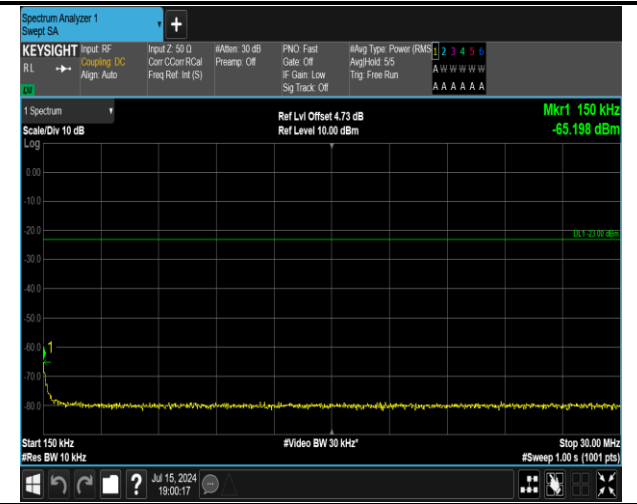 Spectrum Analyzer 1
Swept SA
+
KEYSIGHT Input: RF Input Z: 50 Ω #Atten: 30 dB PNO: Fast #Avg Type: Power (RMS 1 2 3 4 5 6
RL Coupling: DC Corr CCorr RCal Preamp: Off Gate: Off Avg|Hold: 5/5 A W W W W W
Align: Auto Freq Ref: Int (S) IF Gain: Low Trig: Free Run
Sig Track: Off A A A A A A
1 Spectrum Ref Lvl Offset 4.73 dB Mkr1 150 kHz
Scale/Div 10 dB Ref Level 10.00 dBm -65.198 dBm
Log
0.00
-10.0
-20.0
DL1 -23.00 dBm
-30.0
-40.0
-50.0
-60.0 1
-70.0
-80.0
Start 150 kHz #Video BW 30 kHz* Stop 30.00 MHz
#Res BW 10 kHz #Sweep 1.00 s (1001 pts)
? Jul 15, 2024
19:00:17